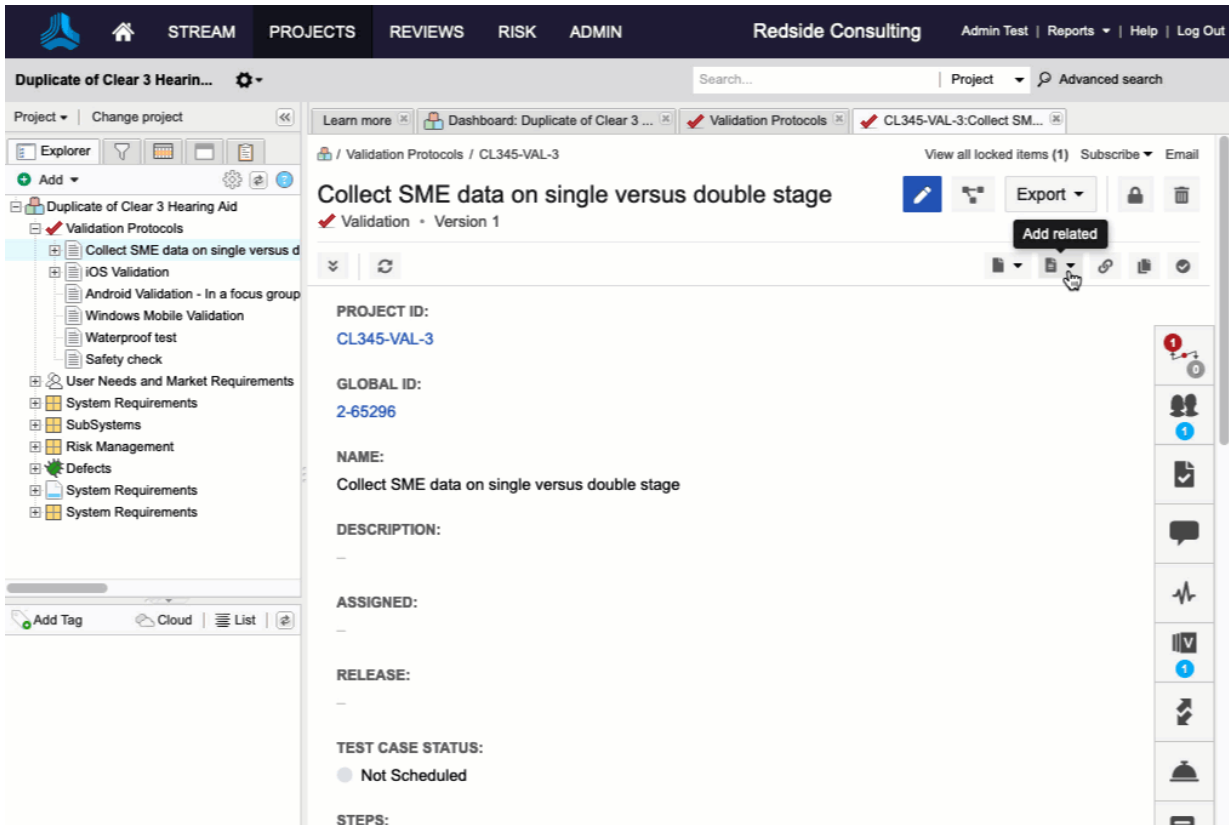 STREAM PROJECTS REVIEWS RISK ADMIN Redside Consulting Admin Test | Reports | Help | Log Out
Duplicate of Clear 3 Hearin... Search... Project Advanced search
Project Change project
Learn more Dashboard: Duplicate of Clear 3 ... Validation Protocols CL345-VAL-3:Collect SM...
Explorer
/ Validation Protocols / CL345-VAL-3 View all locked items (1) Subscribe Email
Add
Collect SME data on single versus double stage Export
Validation • Version 1
Add related
Duplicate of Clear 3 Hearing Aid
Validation Protocols
Collect SME data on single versus d
iOS Validation
Android Validation - In a focus group
Windows Mobile Validation
Waterproof test
Safety check
User Needs and Market Requirements
System Requirements
SubSystems
Risk Management
Defects
System Requirements
System Requirements
Add Tag Cloud | List |
PROJECT ID:
CL345-VAL-3
GLOBAL ID:
2-65296
NAME:
Collect SME data on single versus double stage
DESCRIPTION:
–
ASSIGNED:
–
RELEASE:
–
TEST CASE STATUS:
Not Scheduled
STEPS:
1
0
1
V
1